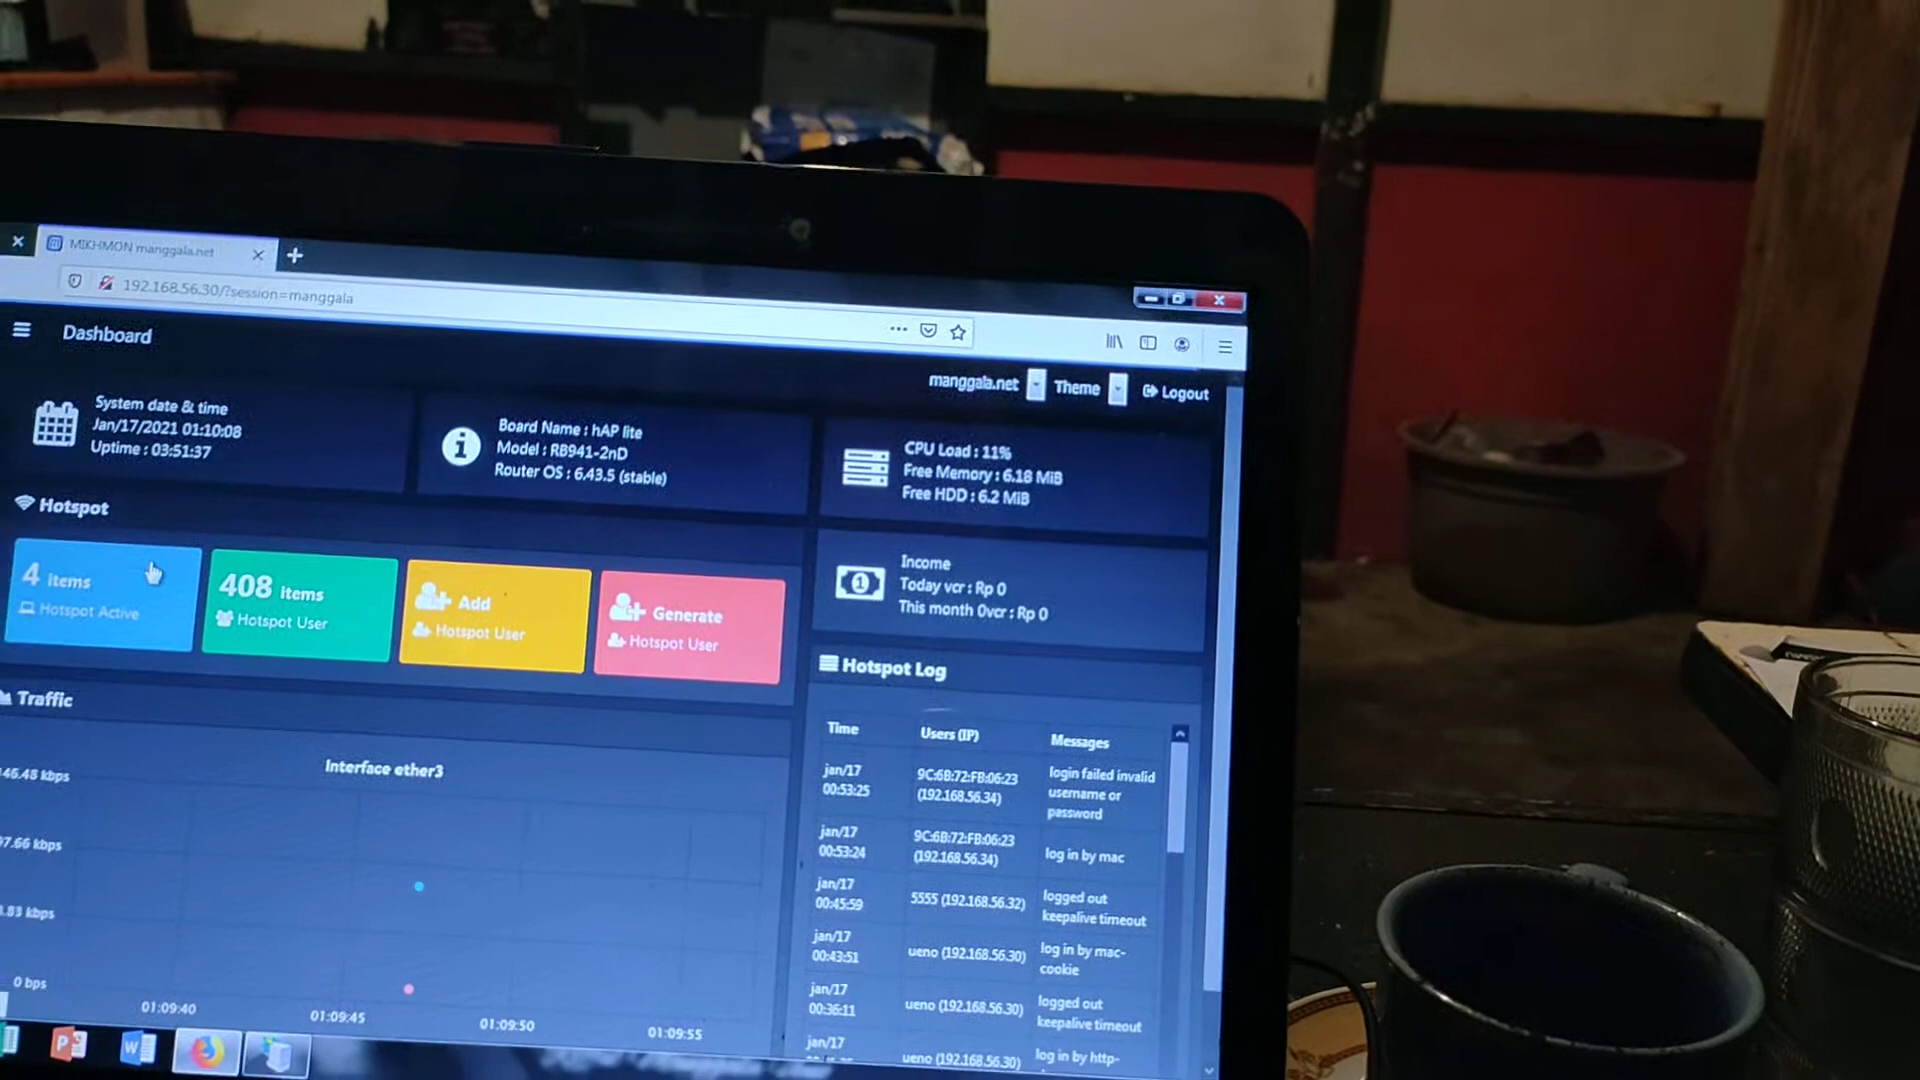 MIKHMON manggala.net
192.168.56.30/?session=manggala
Dashboard
manggala.net
Theme
Logout
System date & time
Jan/17/2021 01:10:08
Uptime : 03:51:37
Board Name : hAP lite
Model : RB941-2nD
Router OS : 6.43.5 (stable)
CPU Load : 11%
Free Memory : 6.18 MiB
Free HDD : 6.2 MiB
Hotspot
4 items
Hotspot Active
408 items
Hotspot User
Add
Hotspot User
Generate
Hotspot User
Income
Today vcr : Rp 0
This month 0vcr : Rp 0
Traffic
Interface ether3
46.48 kbps
7.66 kbps
.83 kbps
0 bps
01:09:40
01:09:45
01:09:50
01:09:55
Hotspot Log
Time Users (IP) Messages
jan/17 00:53:25 9C:6B:72:FB:06:23 (192.168.56.34) login failed invalid username or password
jan/17 00:53:24 9C:6B:72:FB:06:23 (192.168.56.34) log in by mac
jan/17 00:45:59 5555 (192.168.56.32) logged out keepalive timeout
jan/17 00:43:51 ueno (192.168.56.30) log in by mac-cookie
jan/17 00:36:11 ueno (192.168.56.30) logged out keepalive timeout
jan/17 ueno (192.168.56.30) log in by http-